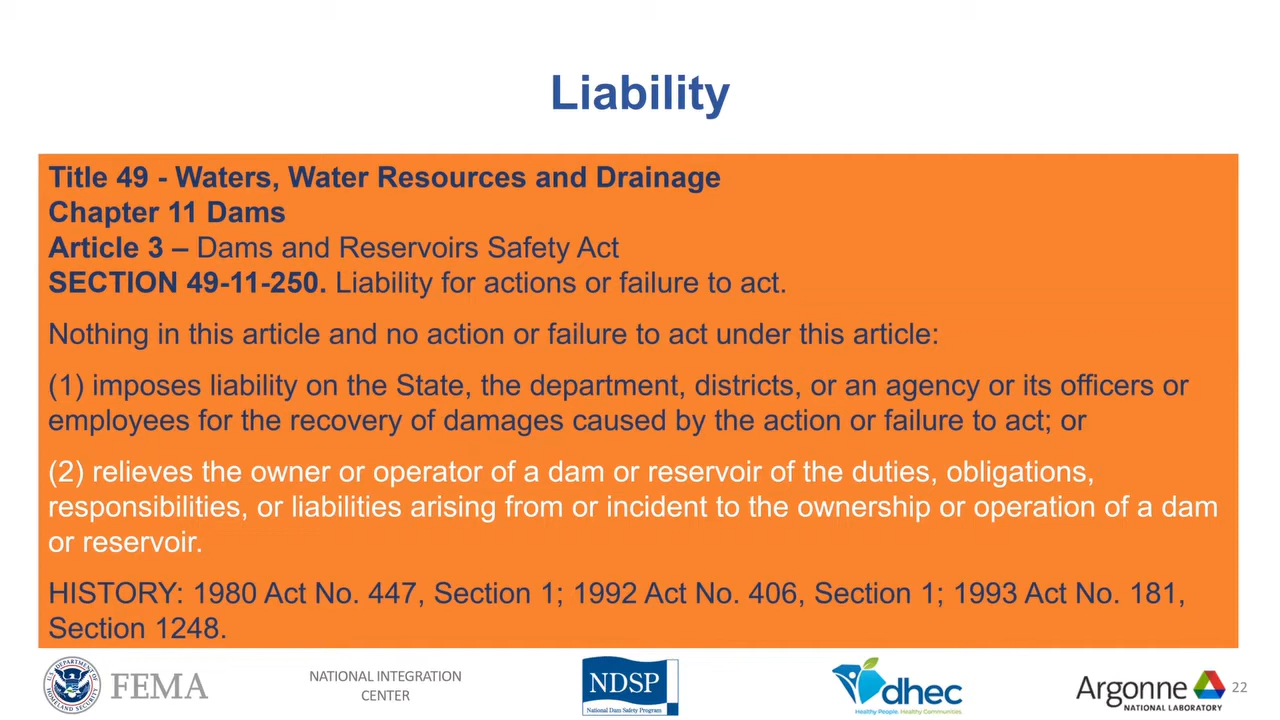 Liability
Title 49 - Waters, Water Resources and Drainage
Chapter 11 Dams
Article 3 – Dams and Reservoirs Safety Act
SECTION 49-11-250. Liability for actions or failure to act.
Nothing in this article and no action or failure to act under this article:
(1) imposes liability on the State, the department, districts, or an agency or its officers or
employees for the recovery of damages caused by the action or failure to act; or
(2) relieves the owner or operator of a dam or reservoir of the duties, obligations,
responsibilities, or liabilities arising from or incident to the ownership or operation of a dam
or reservoir.
HISTORY: 1980 Act No. 447, Section 1; 1992 Act No. 406, Section 1; 1993 Act No. 181,
Section 1248.
U.S. DEPARTMENT OF
HOMELAND SECURITY
FEMA
NATIONAL INTEGRATION
CENTER
NDSP
National Dam Safety Program
dhec
Healthy People. Healthy Communities.
Argonne
NATIONAL LABORATORY
22